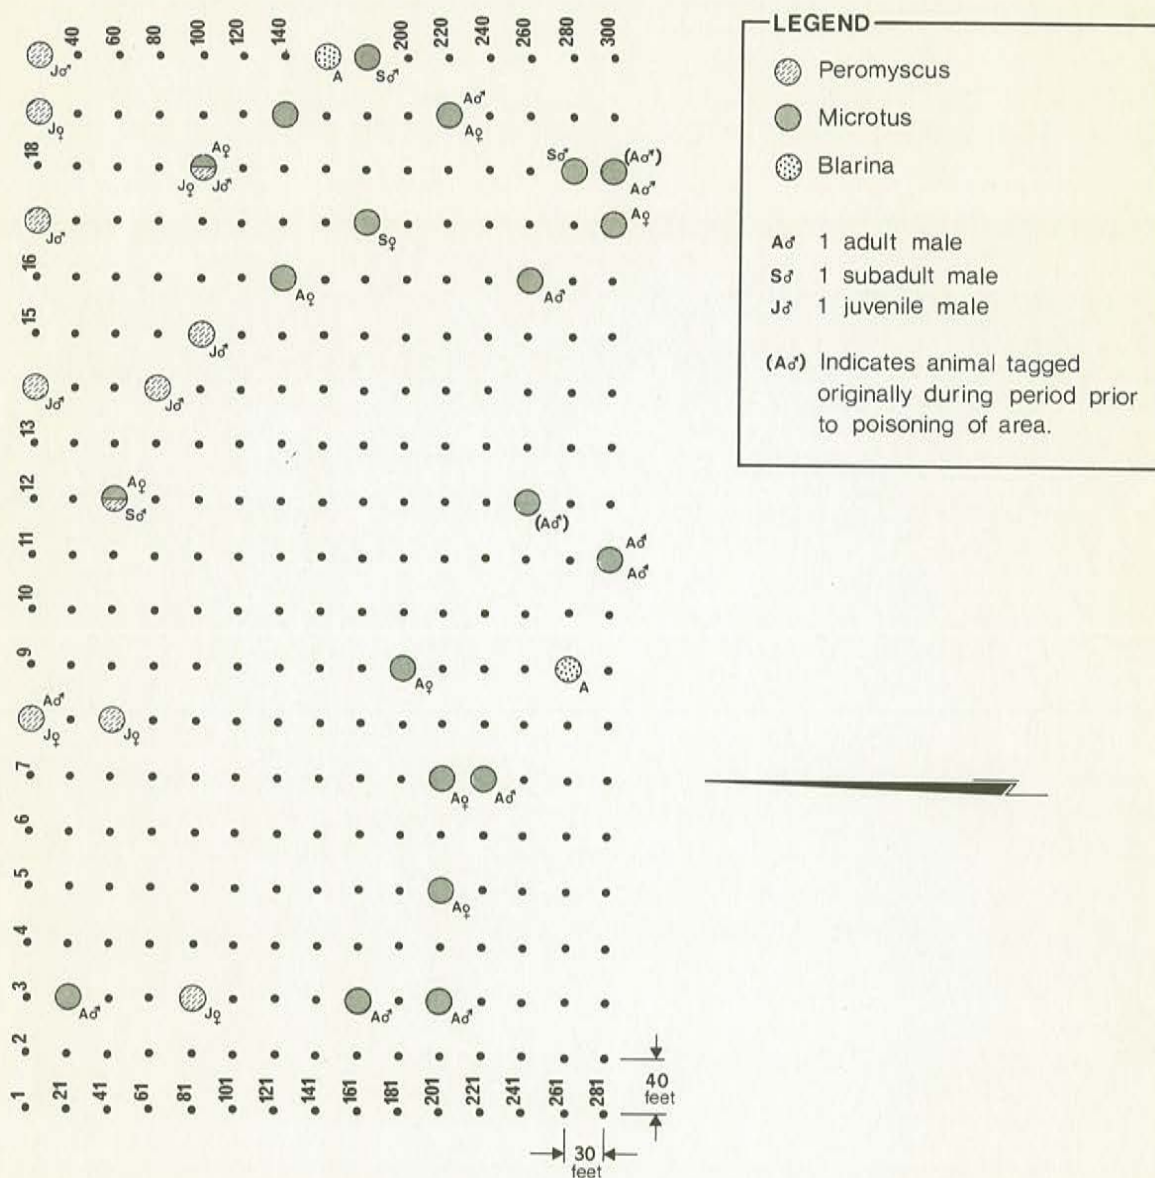 40 60 80 100 120 140 200 220 240 260 280 300
J♂ A S♂
J♀ A♂
A♀
18 A♀ S♂ (A♂)
J♀ J♂ A♂
J♂ S♀ A♀
16 A♀ A♂
15 J♂
J♂ J♂
13
12 A♀
S♂ (A♂)
11 A♂
A♂
10
9 A♀ A
A♂
J♀ J♀
7 A♀ A♂
6
5 A♀
4
3 A♂ J♀ A♂ A♂
2
1 21 41 61 81 101 121 141 161 181 201 221 241 261 281
40
feet
30
feet
LEGEND
Peromyscus
Microtus
Blarina
A♂ 1 adult male
S♂ 1 subadult male
J♂ 1 juvenile male
(A♂) Indicates animal tagged
originally during period prior
to poisoning of area.